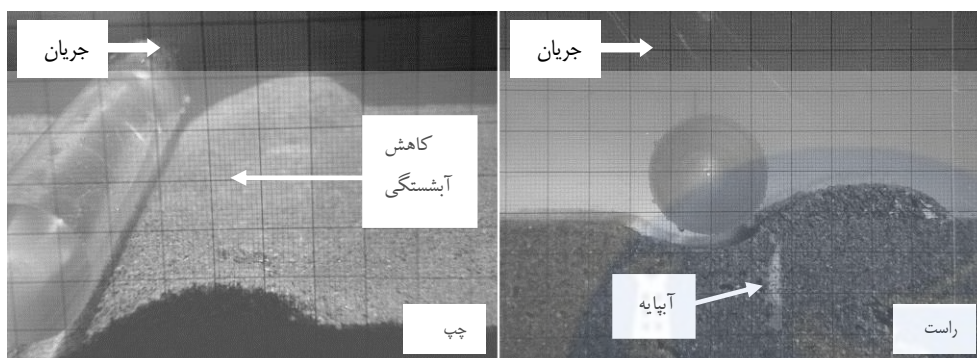 جریان
جریان
کاهش
آبشستگی
آبپایه
راست
چپ